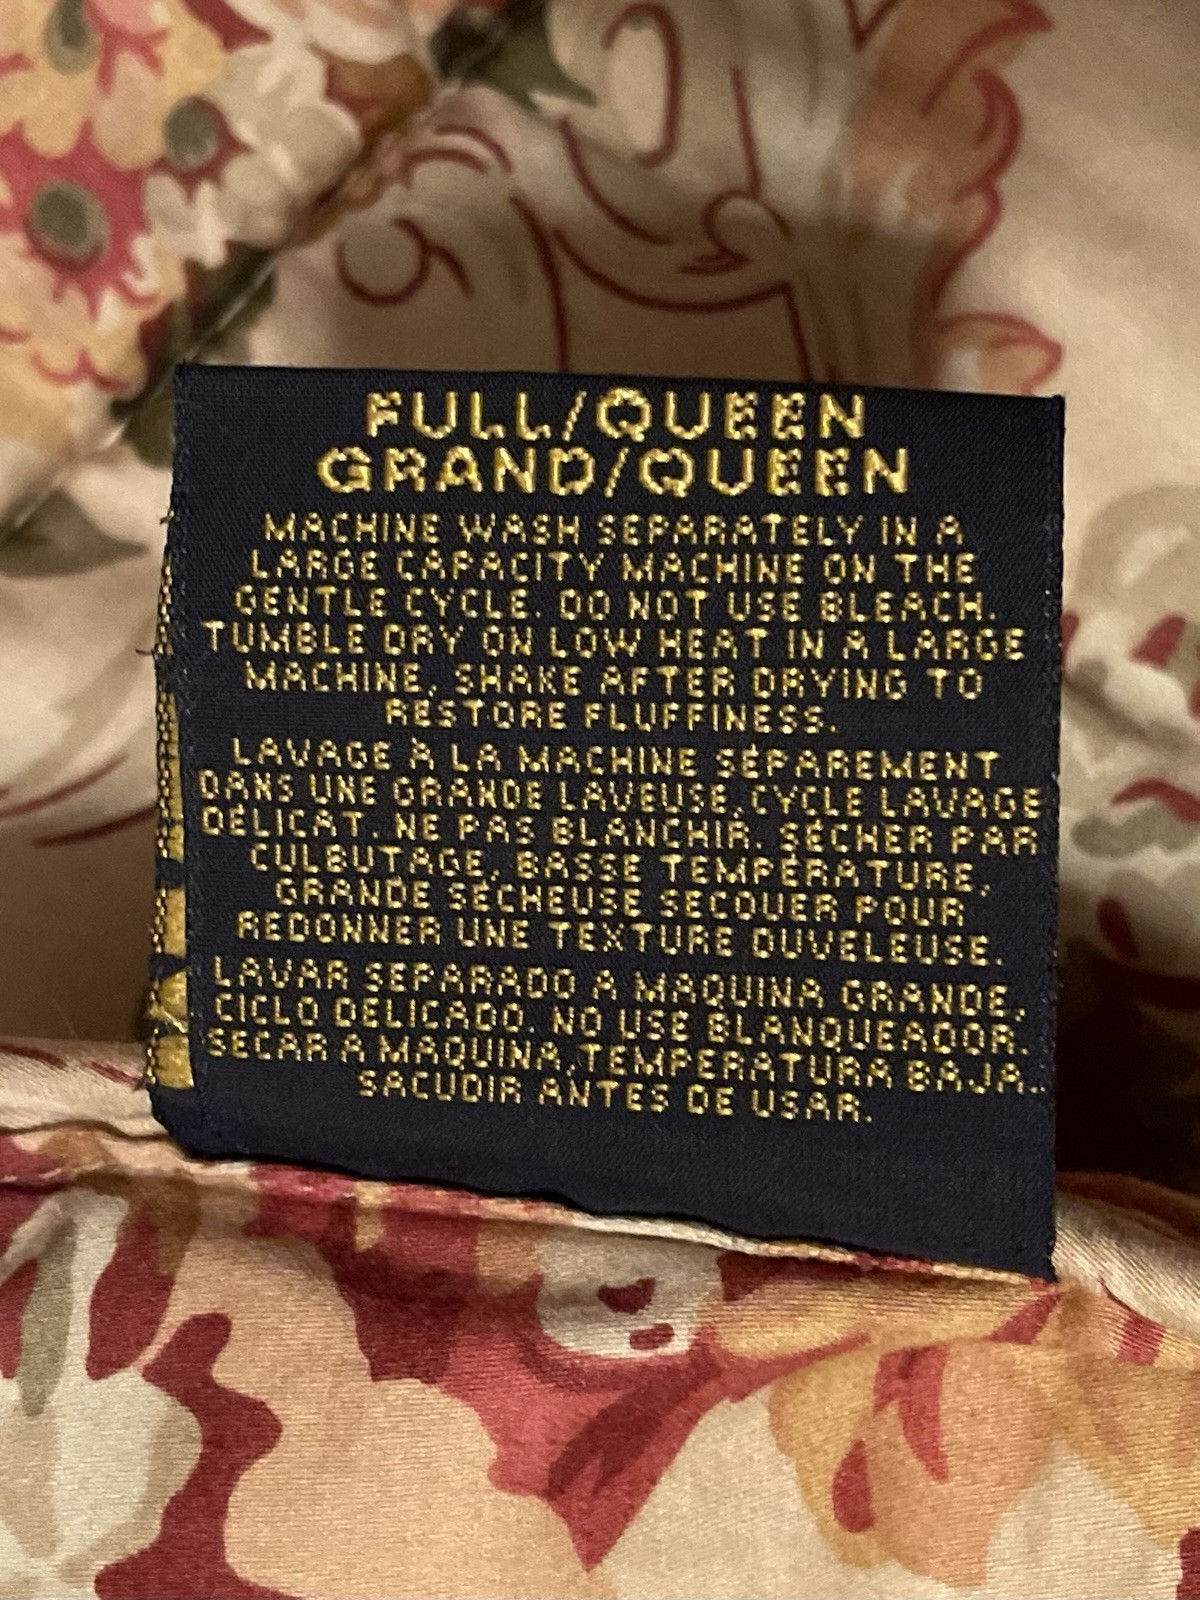 FULL/QUEEN
GRAND/QUEEN
MACHINE WASH SEPARATELY IN A
LARGE CAPACITY MACHINE ON THE
GENTLE CYCLE. DO NOT USE BLEACH.
TUMBLE DRY ON LOW HEAT IN A LARGE
MACHINE, SHAKE AFTER DRYING TO
RESTORE FLUFFINESS.
LAVAGE À LA MACHINE SÉPAREMENT
DANS UNE GRANDE LAVEUSE, CYCLE LAVAGE
DÉLICAT. NE PAS BLANCHIR. SÉCHER PAR
CULBUTAGE, BASSE TEMPÉRATURE,
GRANDE SÉCHEUSE SECOUER POUR
REDONNER UNE TEXTURE DUVELEUSE.
LAVAR SEPARADO A MAQUINA GRANDE,
CICLO DELICADO. NO USE BLANQUEADOR.
SECAR A MAQUINA, TEMPERATURA BAJA.
SACUDIR ANTES DE USAR.